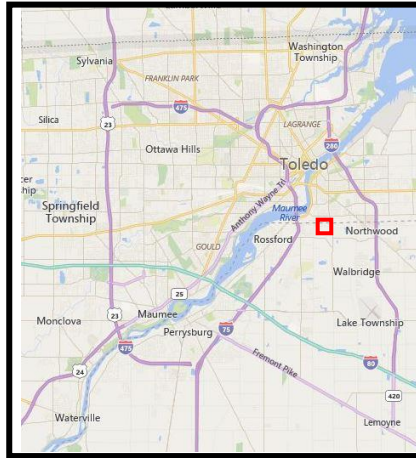 Washington
Township
Sylvania
FRANKLIN PARK
475
23
LAGRANGE
Silica
Ottawa Hills
280
Toledo
Springfield
Township
Anthony Wayne Trl
Maumee
River
Northwood
Rossford
GOULD
Walbridge
25
Maumee
23
Monclova
Lake Township
75
Perrysburg
475
80
Fremont Pike
24
420
Waterville
Lemoyne